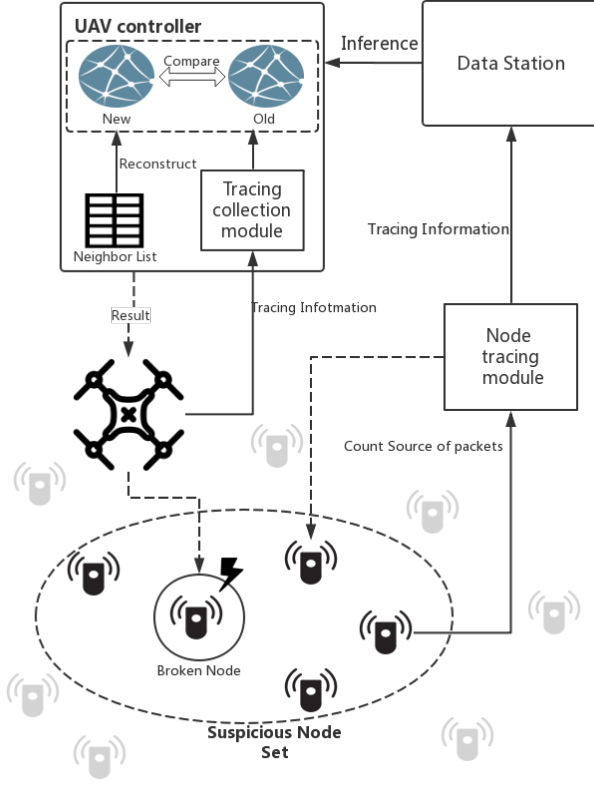 UAV controller
Compare
New
Old
Inference
Data Station
Reconstruct
Tracing
collection
module
Neighbor List
Tracing Information
Result
Tracing Infotmation
Node
tracing
module
Count Source of packets
Broken Node
Suspicious Node
Set